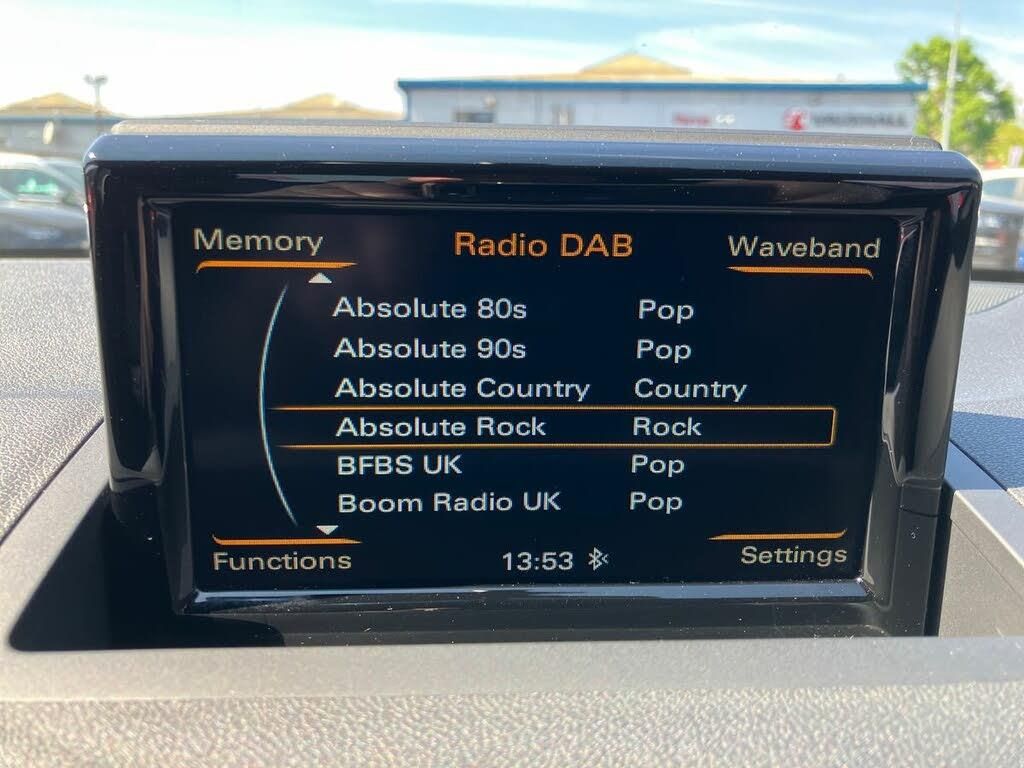 VAUXHALL
Memory Radio DAB Waveband
Absolute 80s Pop
Absolute 90s Pop
Absolute Country Country
Absolute Rock Rock
BFBS UK Pop
Boom Radio UK Pop
Functions 13:53 Settings